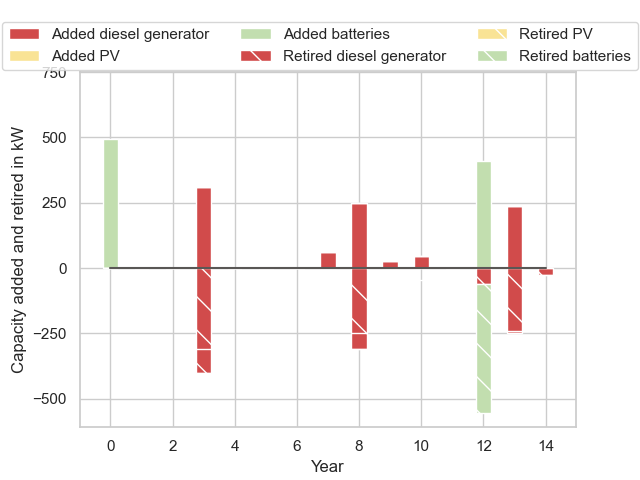 Added diesel generator
Added PV
Added batteries
Retired diesel generator
Retired PV
Retired batteries
750
500
250
0
−250
−500
Capacity added and retired in kW
0 2 4 6 8 10 12 14
Year